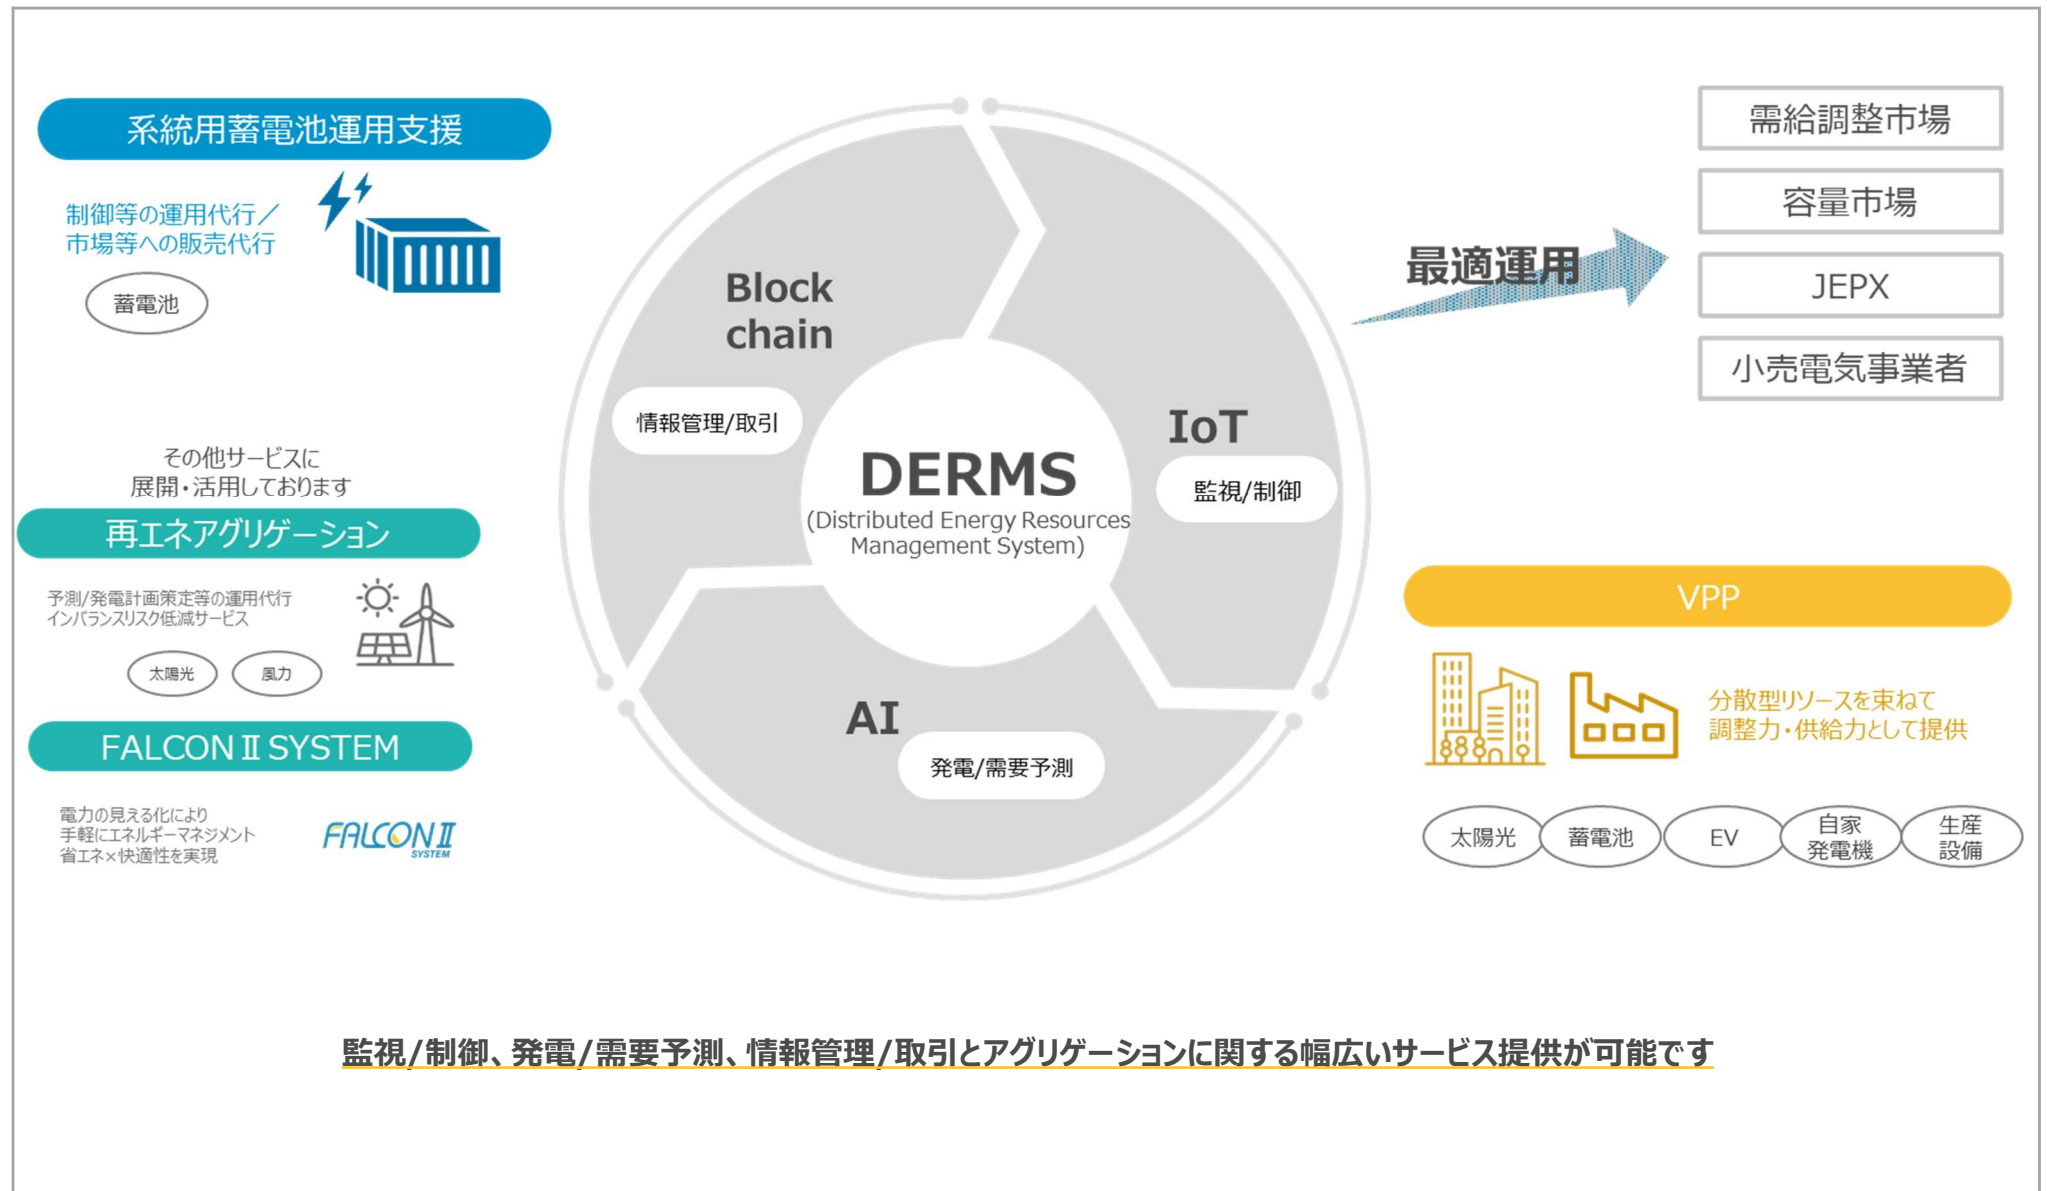 系統用蓄電池運用支援
制御等の運用代行／
市場等への販売代行
蓄電池
その他サービスに
展開・活用しております
再エネアグリゲーション
予測/発電計画策定等の運用代行
インバランスリスク低減サービス
太陽光
風力
FALCONⅡSYSTEM
電力の見える化により
手軽にエネルギーマネジメント
省エネ×快適性を実現
FALCONⅡ
SYSTEM
Block
chain
情報管理/取引
DERMS
(Distributed Energy Resources
Management System)
IoT
監視/制御
AI
発電/需要予測
最適運用
需給調整市場
容量市場
JEPX
小売電気事業者
VPP
分散型リソースを束ねて
調整力・供給力として提供
太陽光
蓄電池
EV
自家
発電機
生産
設備
監視/制御、発電/需要予測、情報管理/取引とアグリゲーションに関する幅広いサービス提供が可能です